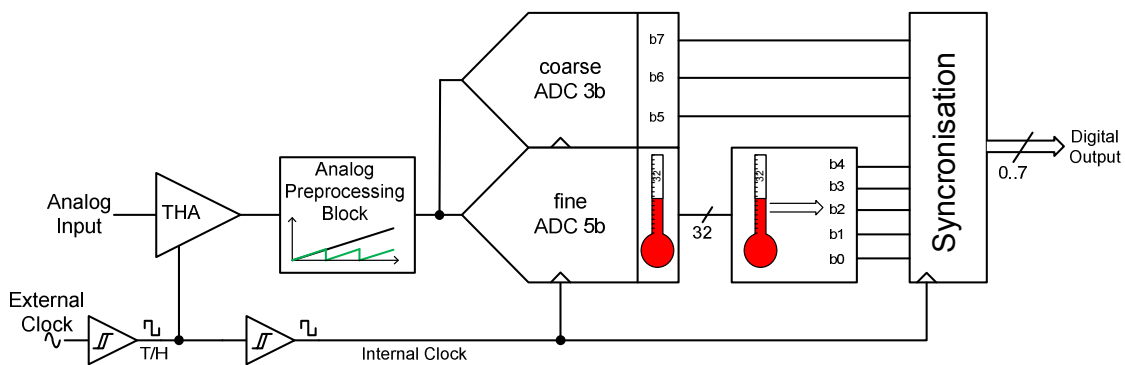 coarse
ADC 3b
b7
b6
b5
Analog
Input
THA
Analog
Preprocessing
Block
fine
ADC 5b
32
32
32
b4
b3
b2
b1
b0
Syncronisation
Digital
Output
0..7
External
Clock
T/H
Internal Clock